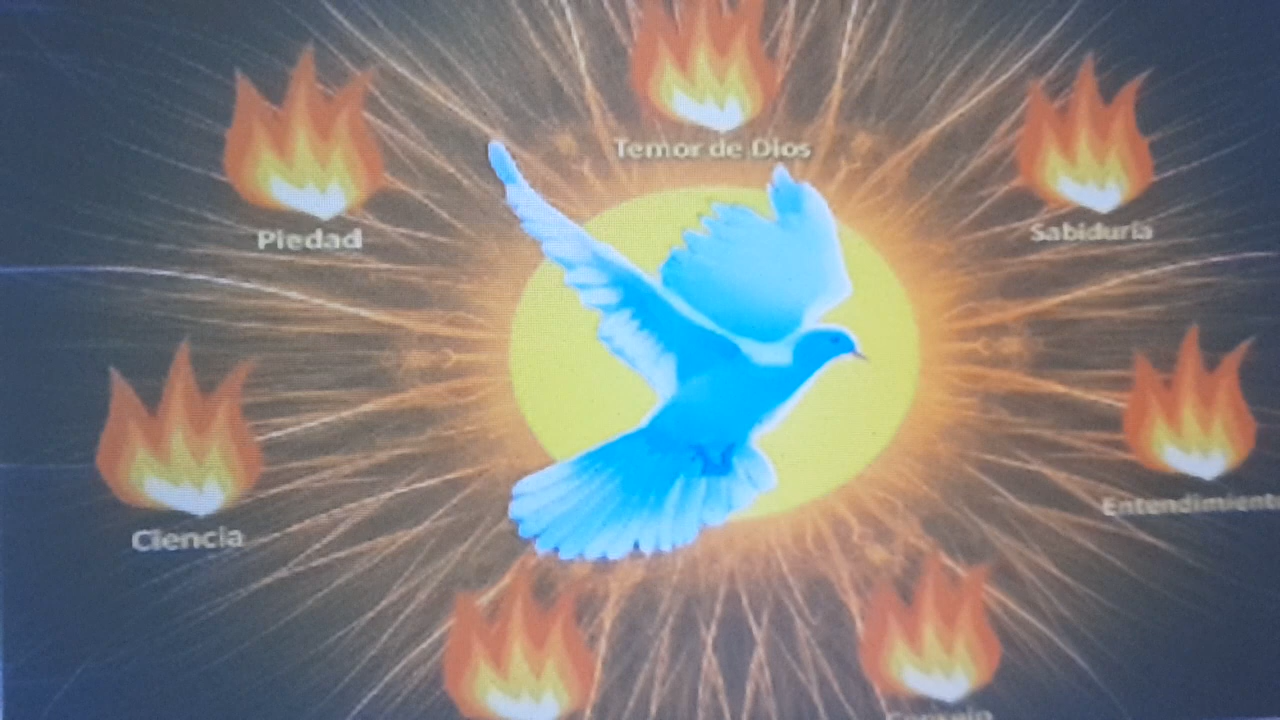 Temor de Dios
Piedad
Sabiduría
Ciencia
Entendimient